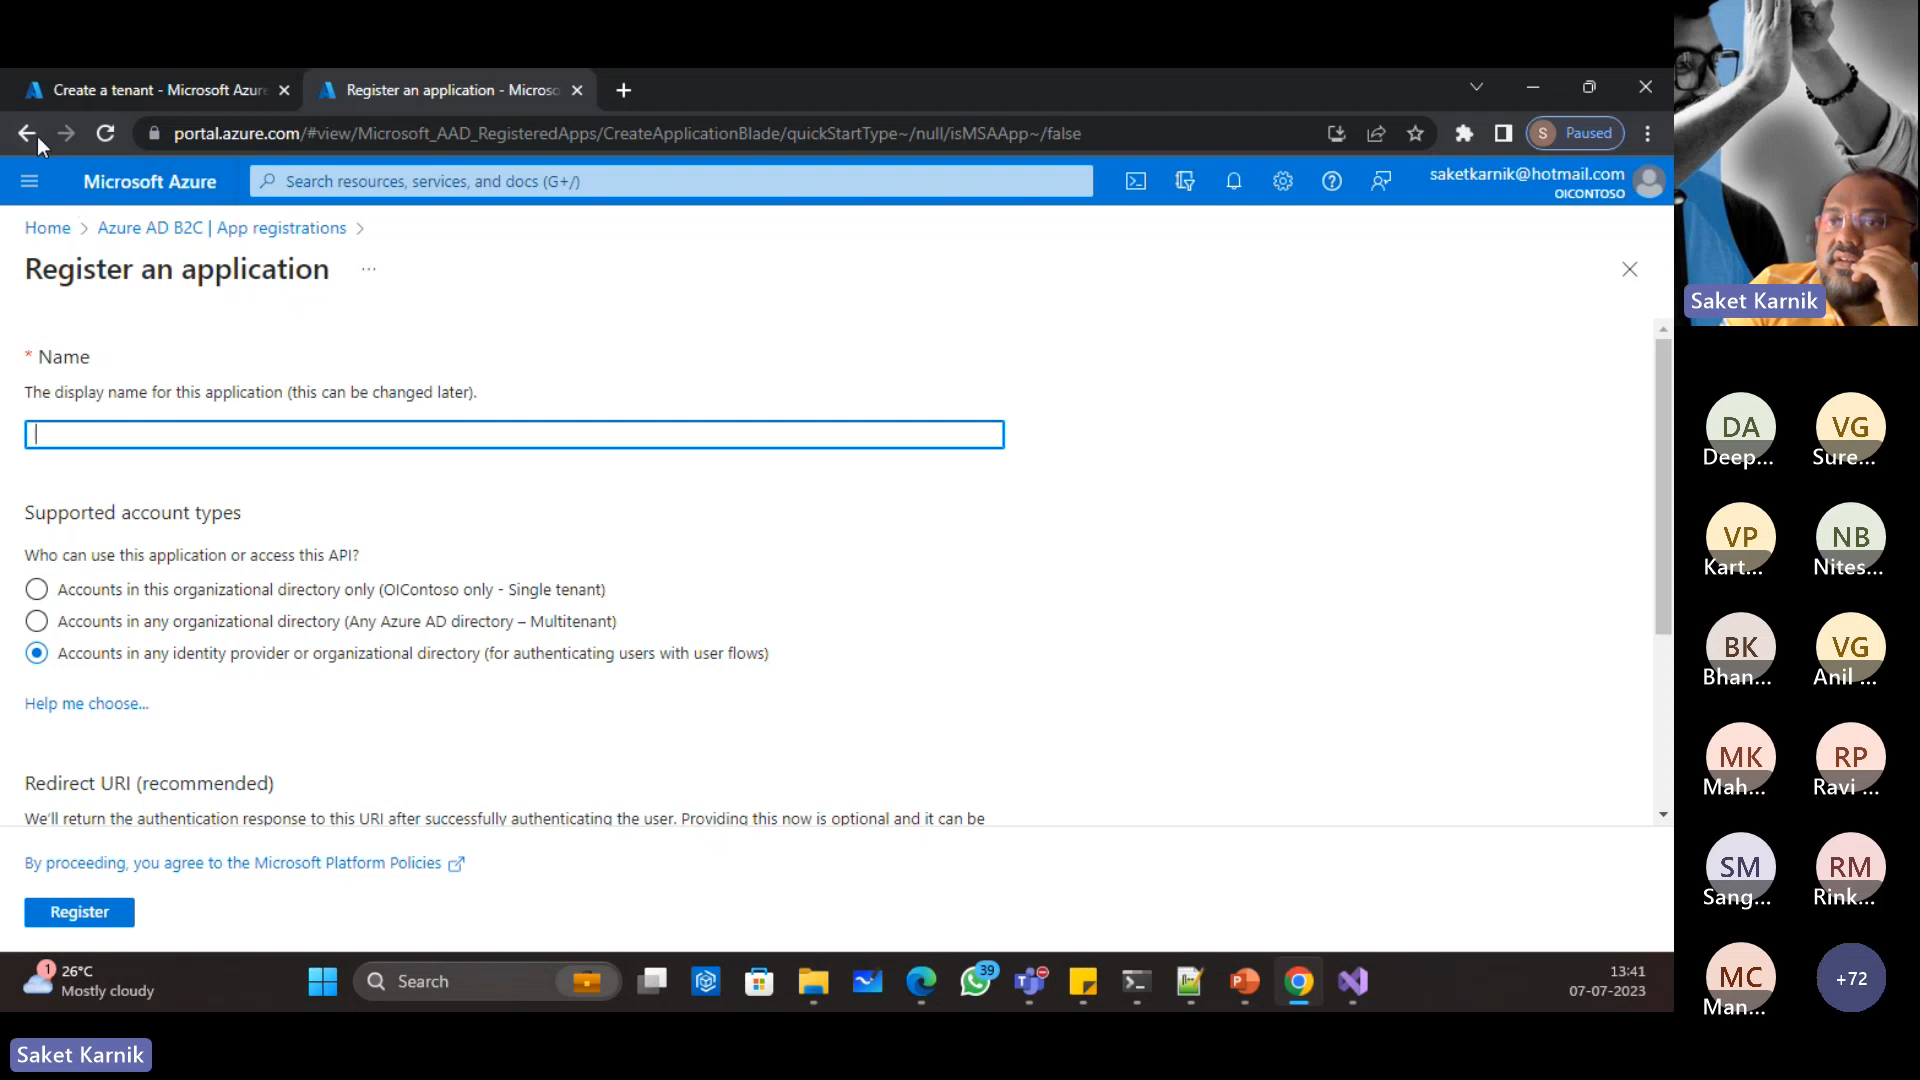 Create a tenant - Microsoft Azure
Register an application - Microso
portal.azure.com/#view/Microsoft_AAD_RegisteredApps/CreateApplicationBlade/quickStartType~/null/isMSAApp~/false
S Paused
Microsoft Azure
Search resources, services, and docs (G+/)
saketkarnik@hotmail.com
OICONTOSO
Home > Azure AD B2C | App registrations >
Register an application ...
* Name
The display name for this application (this can be changed later).
Supported account types
Who can use this application or access this API?
Accounts in this organizational directory only (OIContoso only - Single tenant)
Accounts in any organizational directory (Any Azure AD directory – Multitenant)
Accounts in any identity provider or organizational directory (for authenticating users with user flows)
Help me choose...
Redirect URI (recommended)
We'll return the authentication response to this URI after successfully authenticating the user. Providing this now is optional and it can be
By proceeding, you agree to the Microsoft Platform Policies
Register
1
26°C
Mostly cloudy
Search
39
13:41
07-07-2023
Saket Karnik
DA
Deep...
VG
Sure...
VP
Kart...
NB
Nites...
BK
Bhan...
VG
Anil ...
MK
Mah...
RP
Ravi ...
SM
Sang...
RM
Rink...
MC
Man...
+72
Saket Karnik